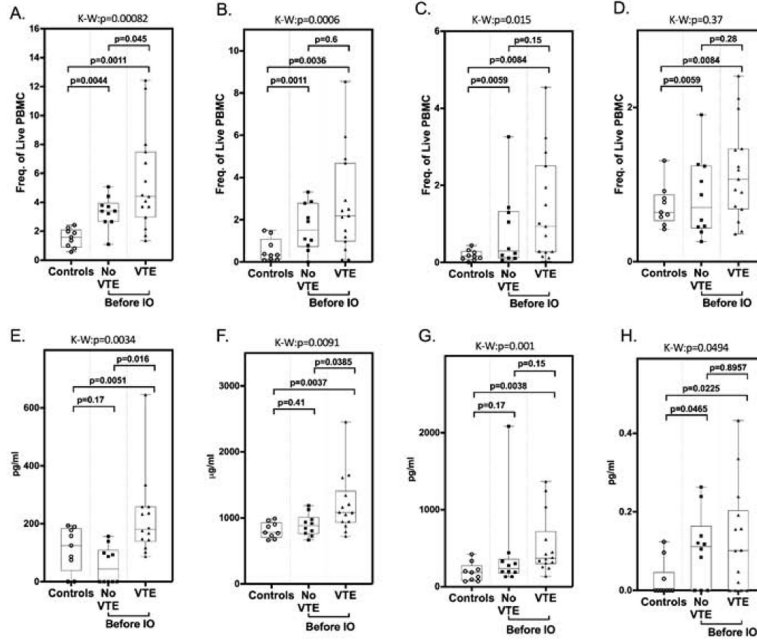 A.
K-W:p=0.00082
p=0.045
p=0.0011
p=0.0044
Freq. of Live PBMC
16
14
12
10
8
6
4
2
0
Controls
No
VTE
VTE
Before IO
B.
K-W:p=0.0006
p=0.6
p=0.0036
p=0.0011
Freq. of Live PBMC
10
8
6
4
2
0
Controls
No
VTE
VTE
Before IO
C.
K-W:p=0.015
p=0.15
p=0.0084
p=0.0059
Freq. of Live PBMC
6
4
2
0
Controls
No
VTE
VTE
Before IO
D.
K-W:p=0.37
p=0.28
p=0.0084
p=0.0059
Freq. of Live PBMC
2
1
0
Controls
No
VTE
VTE
Before IO
E.
K-W:p=0.0034
p=0.016
p=0.0051
p=0.17
pg/ml
600
400
200
0
Controls
No
VTE
VTE
Before IO
F.
K-W:p=0.0091
p=0.0385
p=0.0037
p=0.41
µg/ml
3000
2000
1000
0
Controls
No
VTE
VTE
Before IO
G.
K-W:p=0.001
p=0.15
p=0.0038
p=0.17
pg/ml
2000
1000
0
Controls
No
VTE
VTE
Before IO
H.
K-W:p=0.0494
p=0.8957
p=0.0225
p=0.0465
pg/ml
0.4
0.2
0.0
Controls
No
VTE
VTE
Before IO